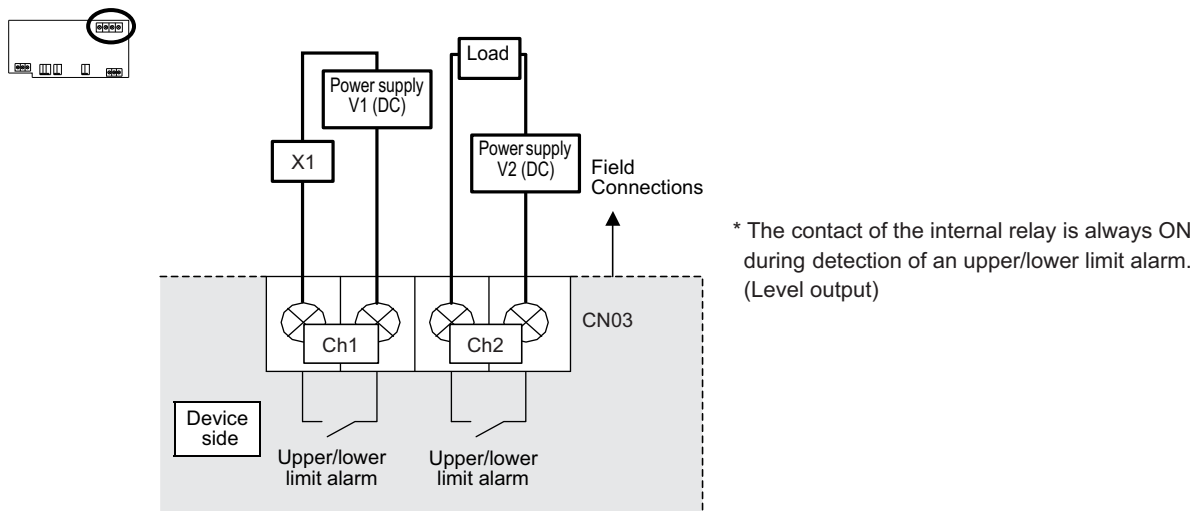 Load
Power supply
V1 (DC)
X1
Power supply
V2 (DC)
Field
Connections
* The contact of the internal relay is always ON
during detection of an upper/lower limit alarm.
(Level output)
CN03
Ch1
Ch2
Device
side
Upper/lower
limit alarm
Upper/lower
limit alarm